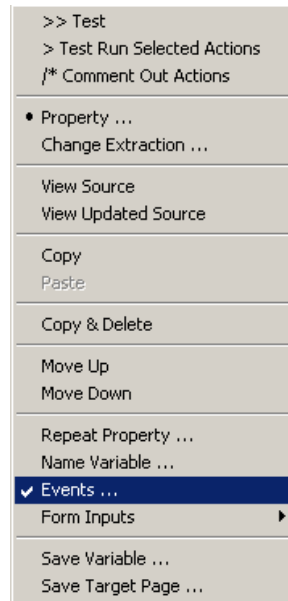 >> Test
> Test Run Selected Actions
/* Comment Out Actions
Property ...
Change Extraction ...
View Source
View Updated Source
Copy
Paste
Copy & Delete
Move Up
Move Down
Repeat Property ...
Name Variable ...
Events ...
Form Inputs
Save Variable ...
Save Target Page ...